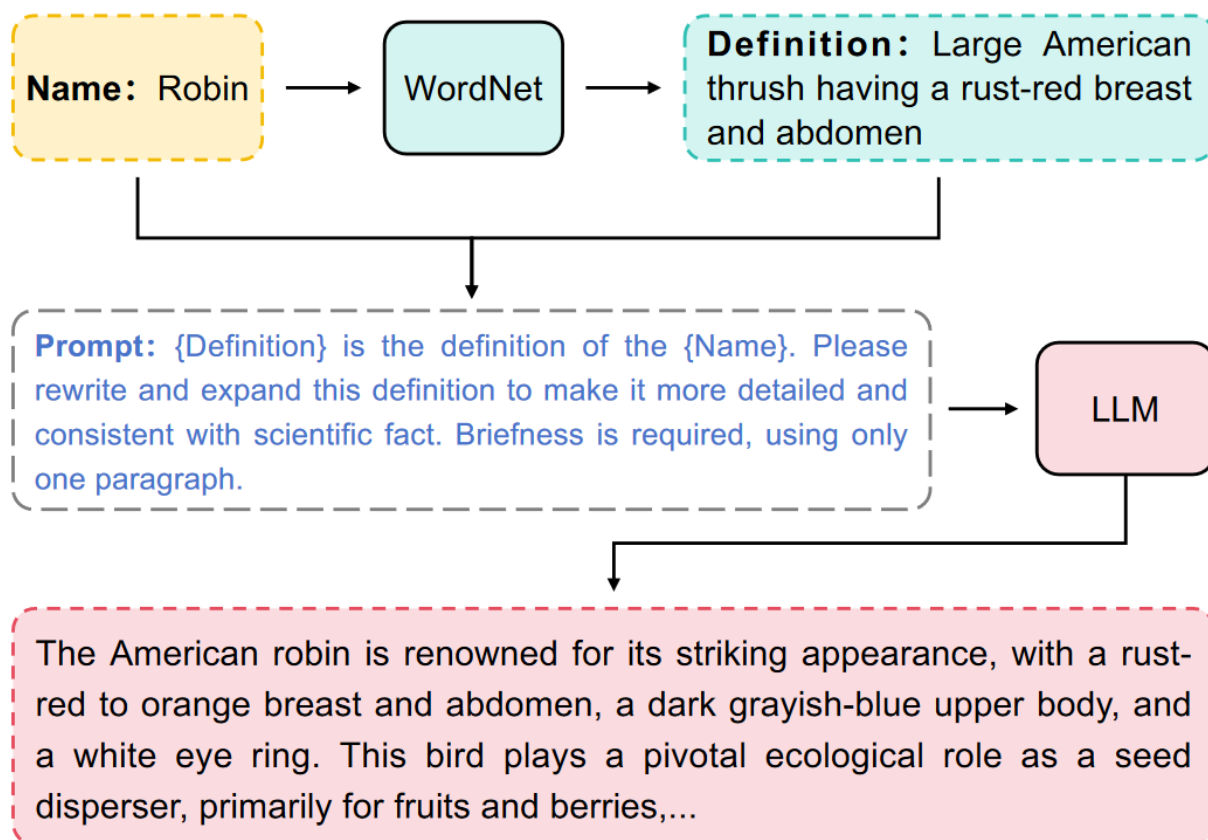 Name: Robin
WordNet
Definition: Large American
thrush having a rust-red breast
and abdomen
Prompt: {Definition} is the definition of the {Name}. Please
rewrite and expand this definition to make it more detailed and
consistent with scientific fact. Briefness is required, using only
one paragraph.
LLM
The American robin is renowned for its striking appearance, with a rust-
red to orange breast and abdomen, a dark grayish-blue upper body, and
a white eye ring. This bird plays a pivotal ecological role as a seed
disperser, primarily for fruits and berries,...